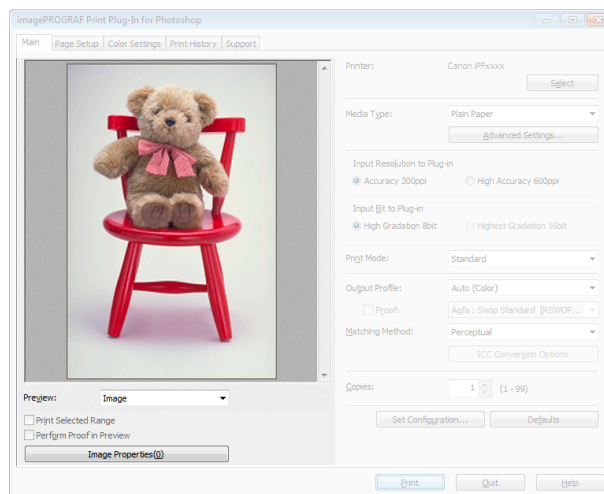 imagePROGRAF Print Plug-In for Photoshop
Main Page Setup Color Settings Print History Support
Printer: Canon iPFxxxx
Select
Media Type: Plain Paper
Advanced Settings...
Input Resolution to Plug-in
Accuracy 300ppi High Accuracy 600ppi
Input Bit to Plug-in
High Gradation 8bit Highest Gradation 16bit
Print Mode: Standard
Output Profile: Auto (Color)
Proof: Agfa : Swop Standard [RSWOP...
Matching Method: Perceptual
ICC Conversion Options
Copies: 1 (1 - 99)
Set Configuration... Defaults
Preview: Image
Print Selected Range
Perform Proof in Preview
Image Properties(0)
Print Quit Help